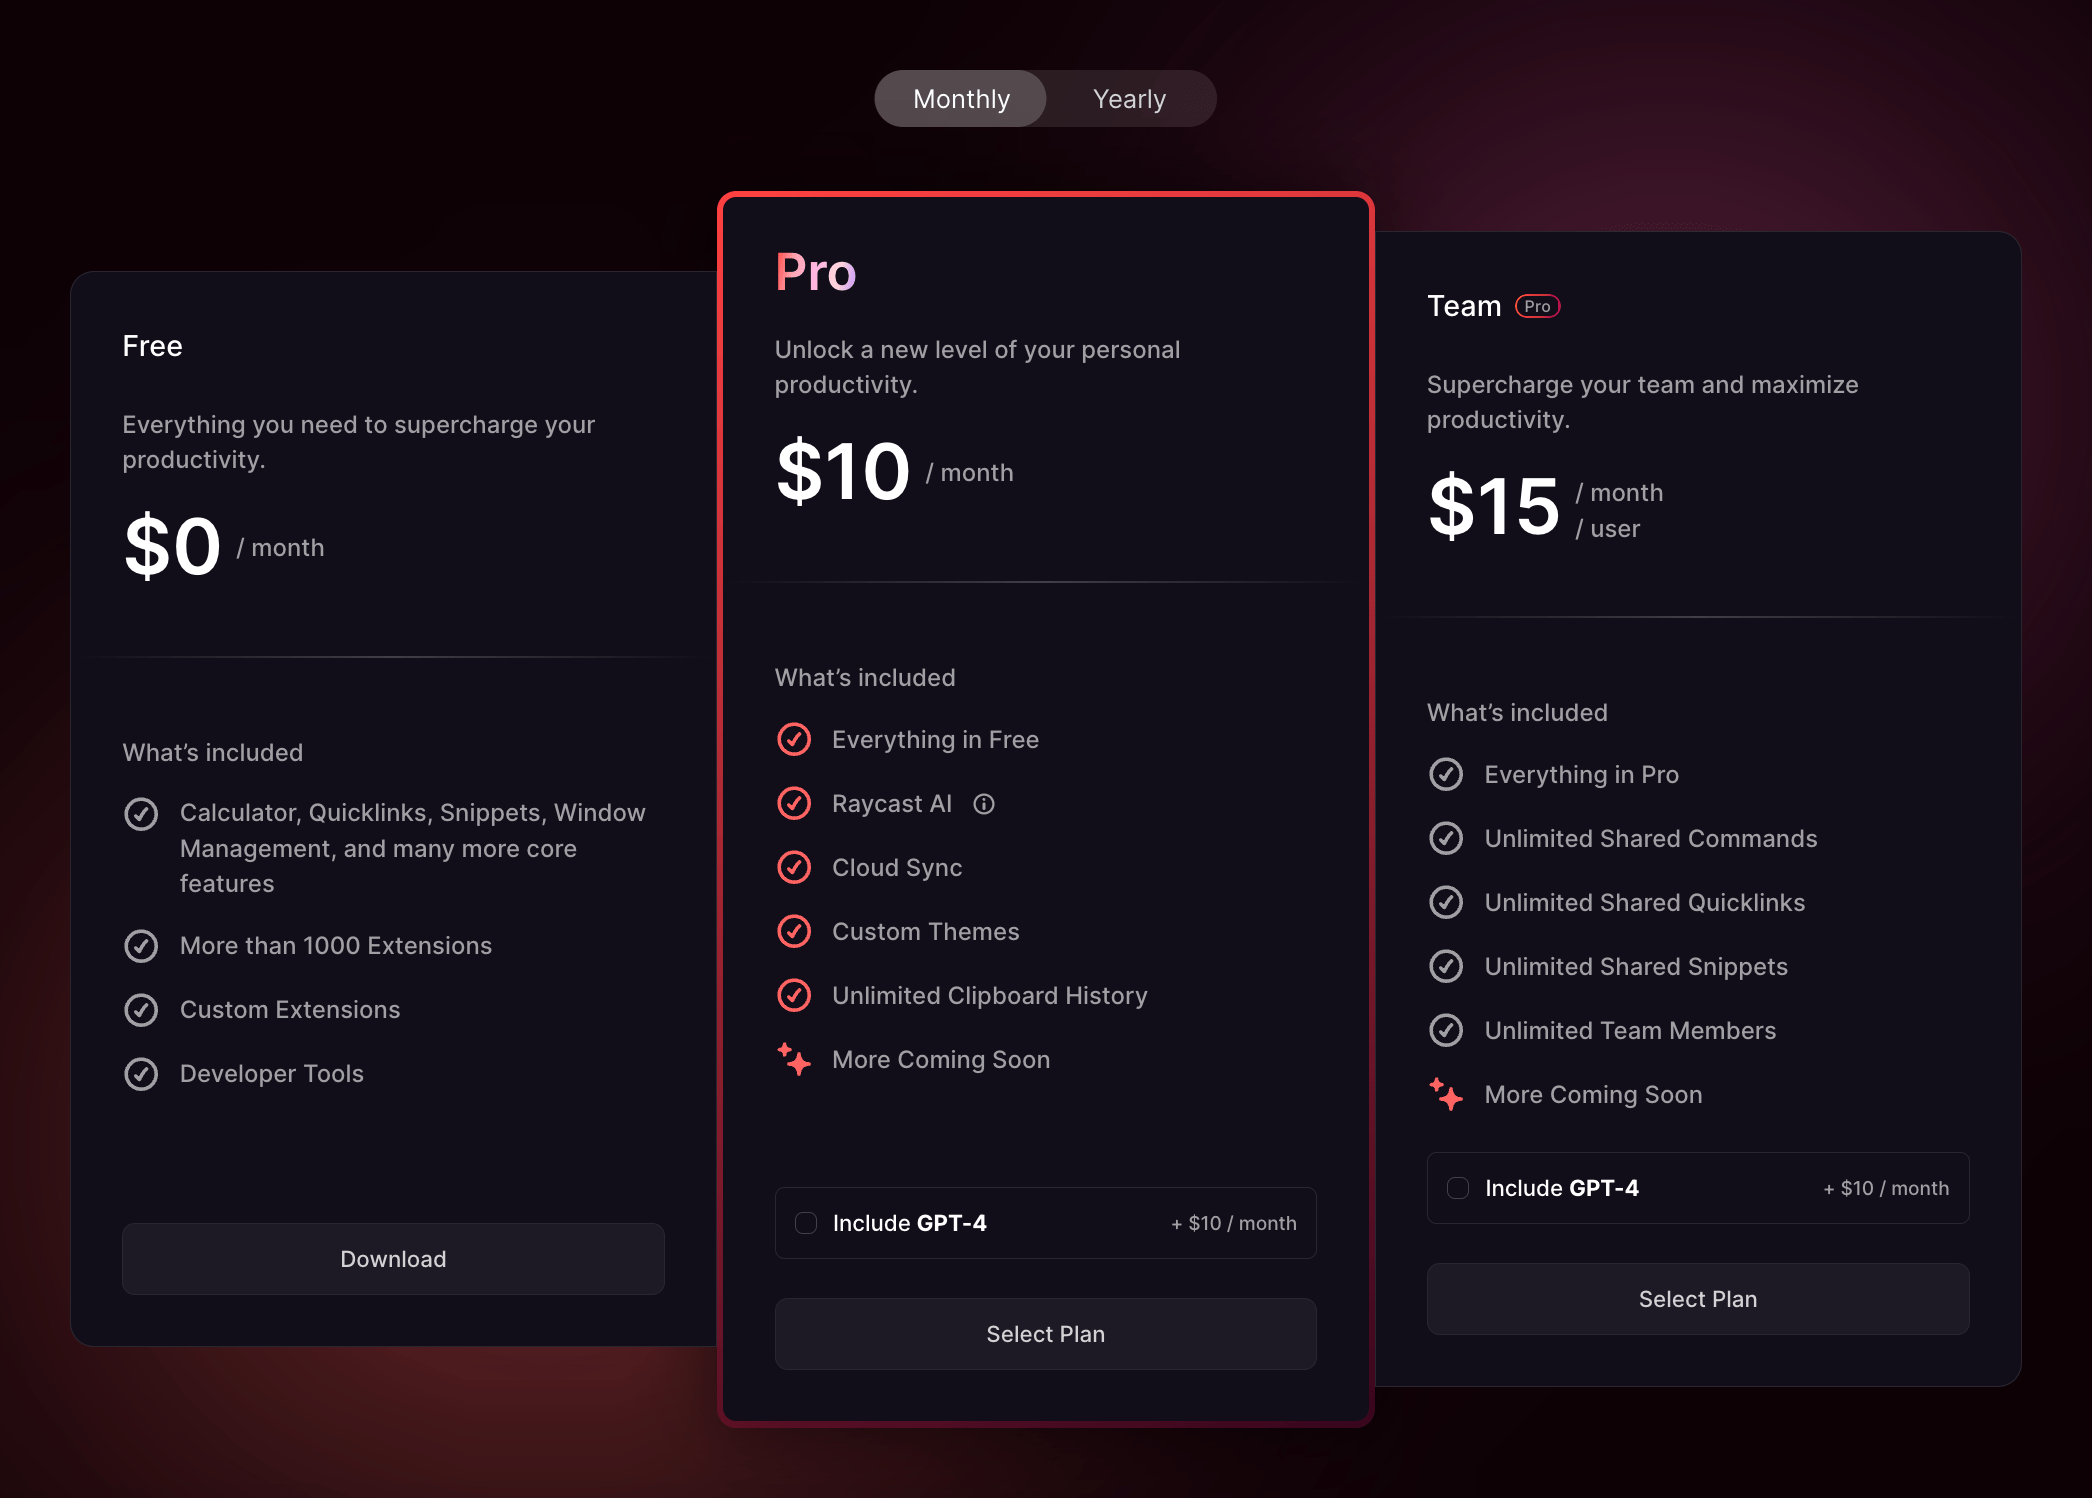 Monthly
Yearly
Free
Everything you need to supercharge your
productivity.
$0 / month
What’s included
Calculator, Quicklinks, Snippets, Window
Management, and many more core
features
More than 1000 Extensions
Custom Extensions
Developer Tools
Download
Pro
Unlock a new level of your personal
productivity.
$10 / month
What’s included
Everything in Free
Raycast AI
Cloud Sync
Custom Themes
Unlimited Clipboard History
More Coming Soon
Include GPT-4 + $10 / month
Select Plan
Team Pro
Supercharge your team and maximize
productivity.
$15 / month
/ user
What’s included
Everything in Pro
Unlimited Shared Commands
Unlimited Shared Quicklinks
Unlimited Shared Snippets
Unlimited Team Members
More Coming Soon
Include GPT-4 + $10 / month
Select Plan